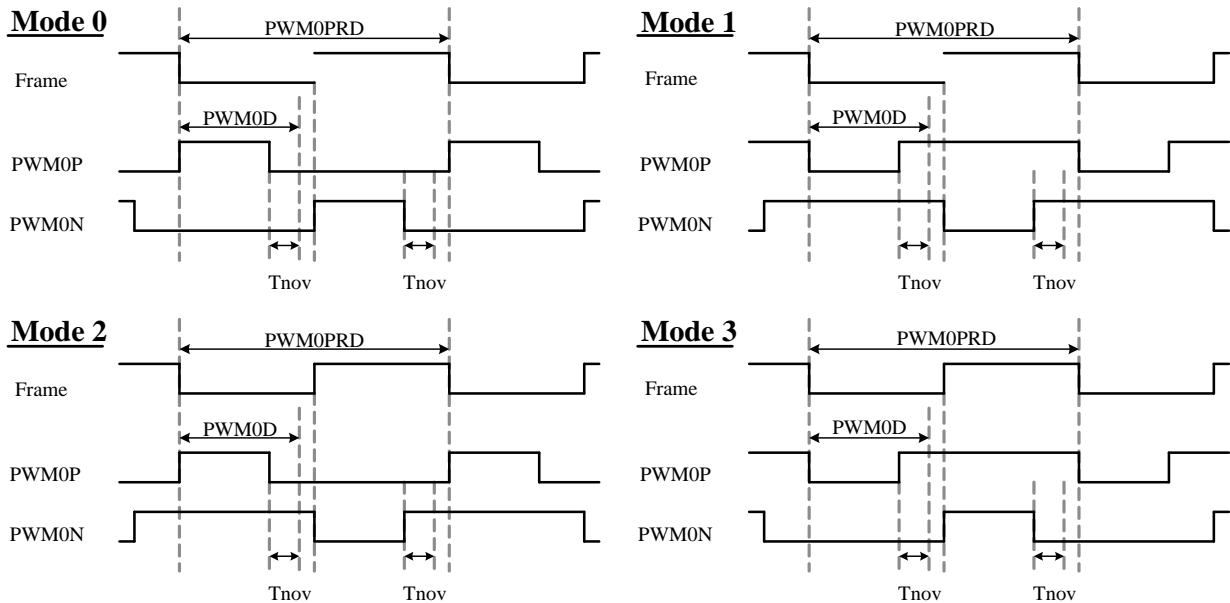 Mode 0
PWM0PRD
Frame
PWM0D
PWM0P
PWM0N
Tnov
Tnov
Mode 1
PWM0PRD
Frame
PWM0D
PWM0P
PWM0N
Tnov
Tnov
Mode 2
PWM0PRD
Frame
PWM0D
PWM0P
PWM0N
Tnov
Tnov
Mode 3
PWM0PRD
Frame
PWM0D
PWM0P
PWM0N
Tnov
Tnov